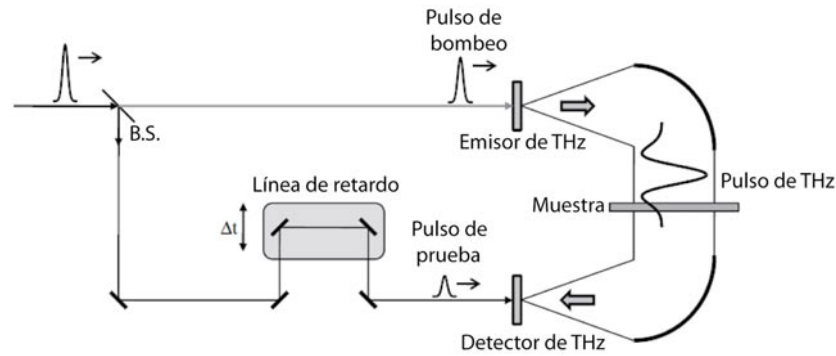 Pulso de
bombeo
B.S.
Emisor de THz
Pulso de THz
Muestra
Línea de retardo
Δt
Pulso de
prueba
Detector de THz